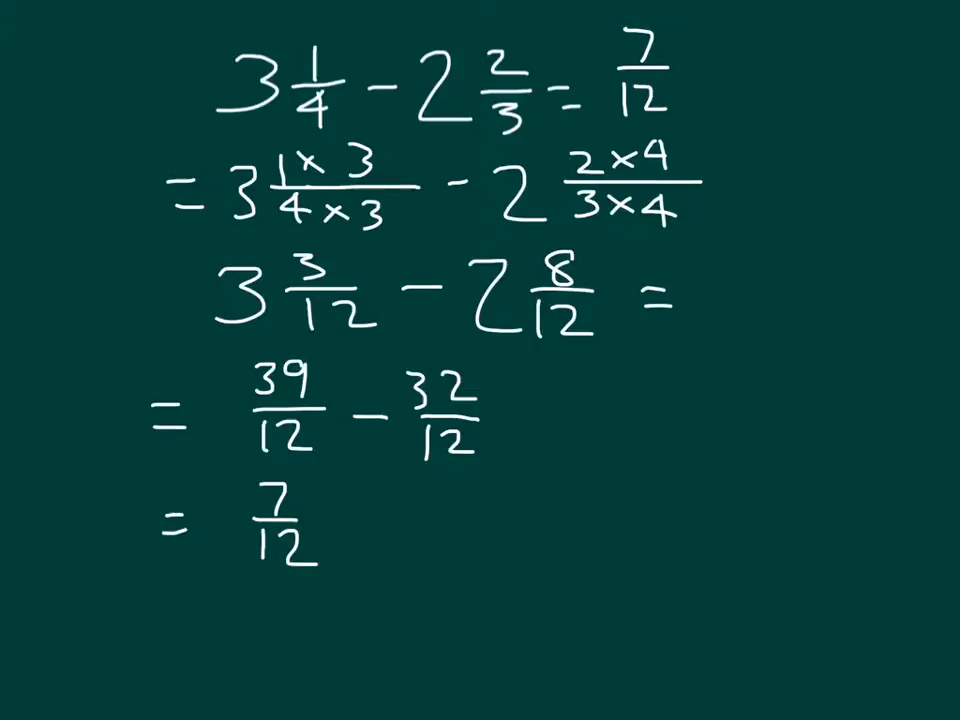 3 1/4 - 2 2/3 = 7/12
= 3 1 x 3/4 x 3 - 2 2 x 4/3 x 4
3 3/12 - 2 8/12 =
= 39/12 - 32/12
= 7/12